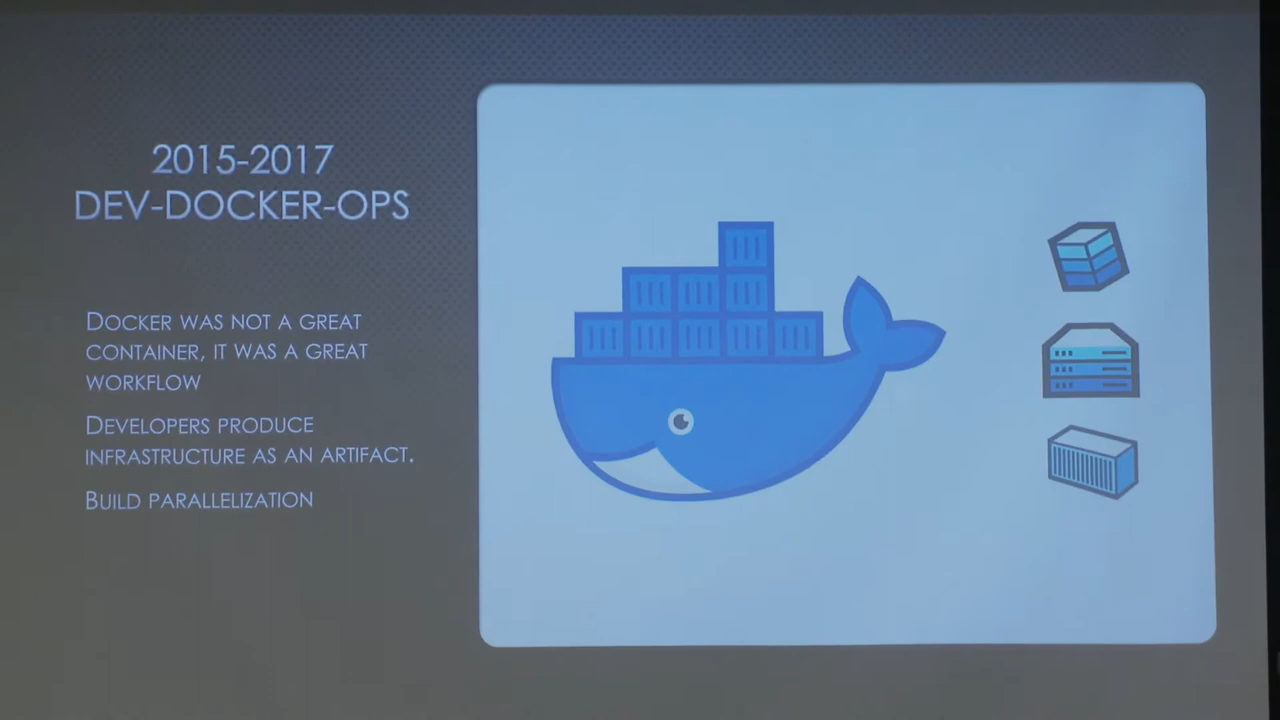 2015-2017
DEV-DOCKER-OPS
DOCKER WAS NOT A GREAT
CONTAINER, IT WAS A GREAT
WORKFLOW
DEVELOPERS PRODUCE
INFRASTRUCTURE AS AN ARTIFACT.
BUILD PARALLELIZATION